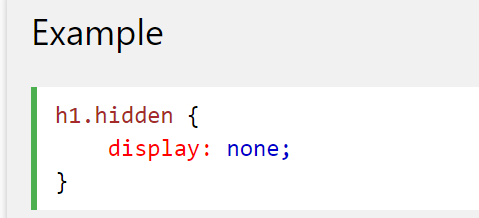 Example
h1.hidden {
    display: none;
}